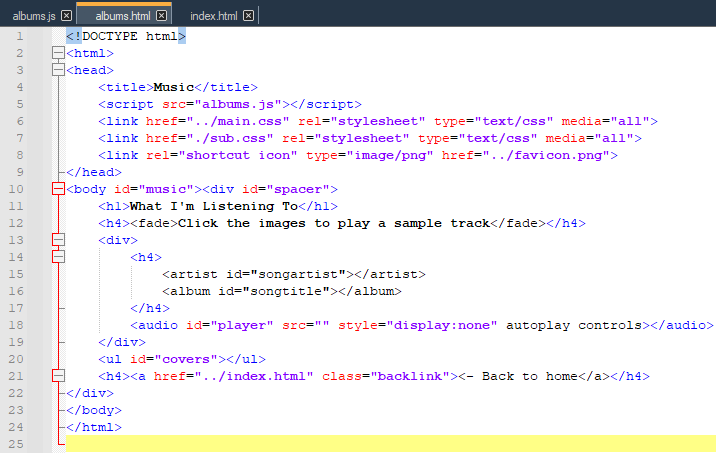 albums.js albums.html index.html
1 <!DOCTYPE html>
2 <html>
3 <head>
4 <title>Music</title>
5 <script src="albums.js"></script>
6 <link href="../main.css" rel="stylesheet" type="text/css" media="all">
7 <link href="./sub.css" rel="stylesheet" type="text/css" media="all">
8 <link rel="shortcut icon" type="image/png" href="../favicon.png">
9 </head>
10 <body id="music"><div id="spacer">
11 <h1>What I'm Listening To</h1>
12 <h4><fade>Click the images to play a sample track</fade></h4>
13 <div>
14 <h4>
15 <artist id="songartist"></artist>
16 <album id="songtitle"></album>
17 </h4>
18 <audio id="player" src="" style="display:none" autoplay controls></audio>
19 </div>
20 <ul id="covers"></ul>
21 <h4><a href="../index.html" class="backlink"><- Back to home</a></h4>
22 </div>
23 </body>
24 </html>
25